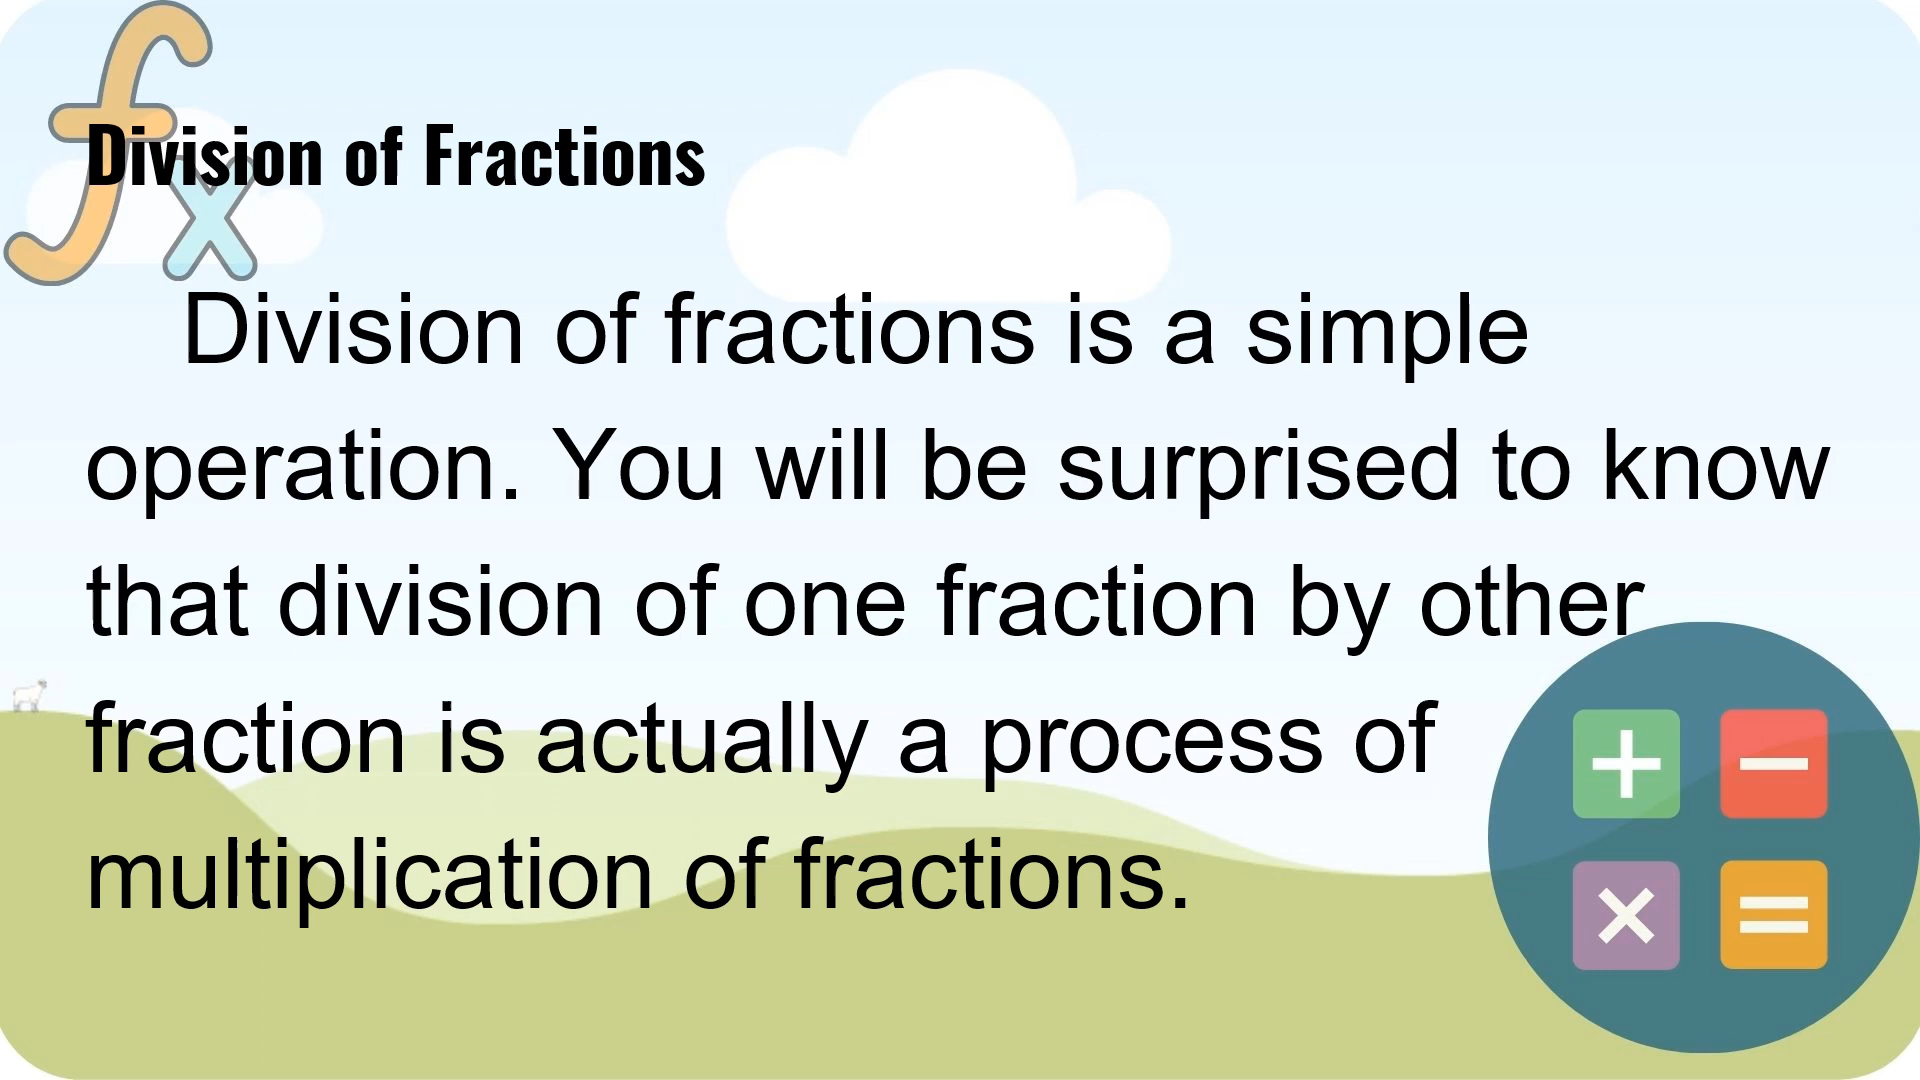 Division of Fractions
Division of fractions is a simple
operation. You will be surprised to know
that division of one fraction by other
fraction is actually a process of
multiplication of fractions.
fx
+ −
× =